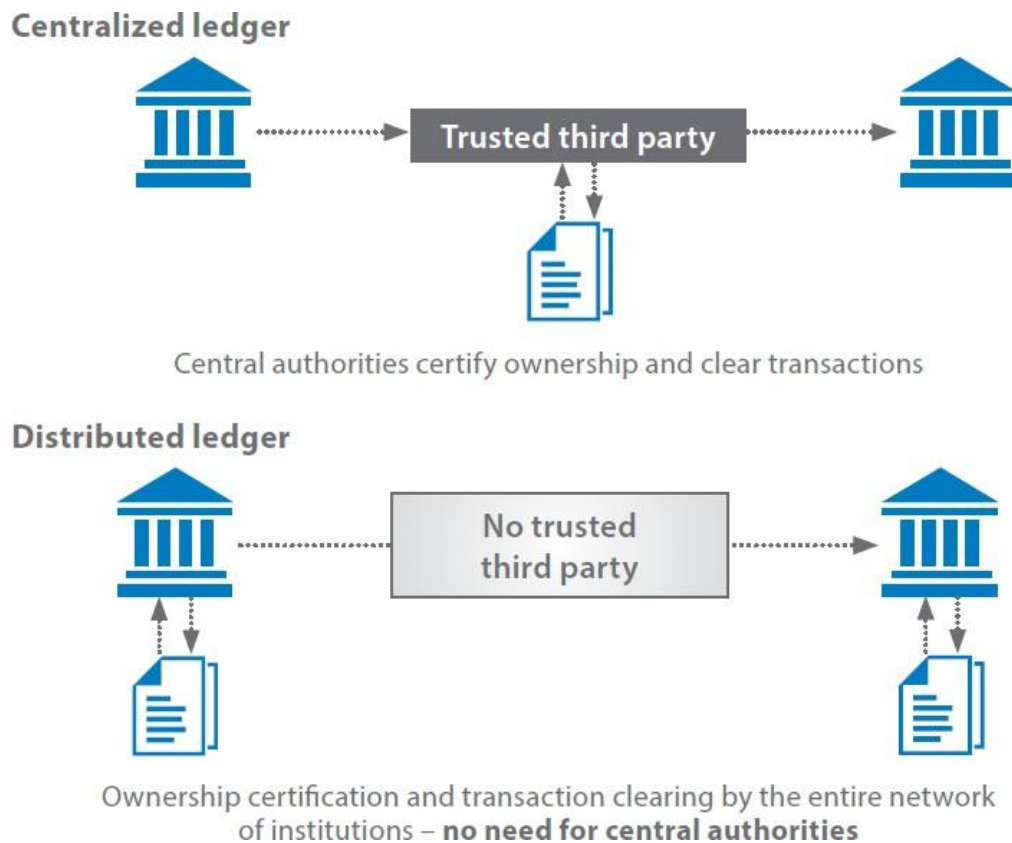 Centralized ledger
Trusted third party
Central authorities certify ownership and clear transactions
Distributed ledger
No trusted
third party
Ownership certification and transaction clearing by the entire network
of institutions – no need for central authorities